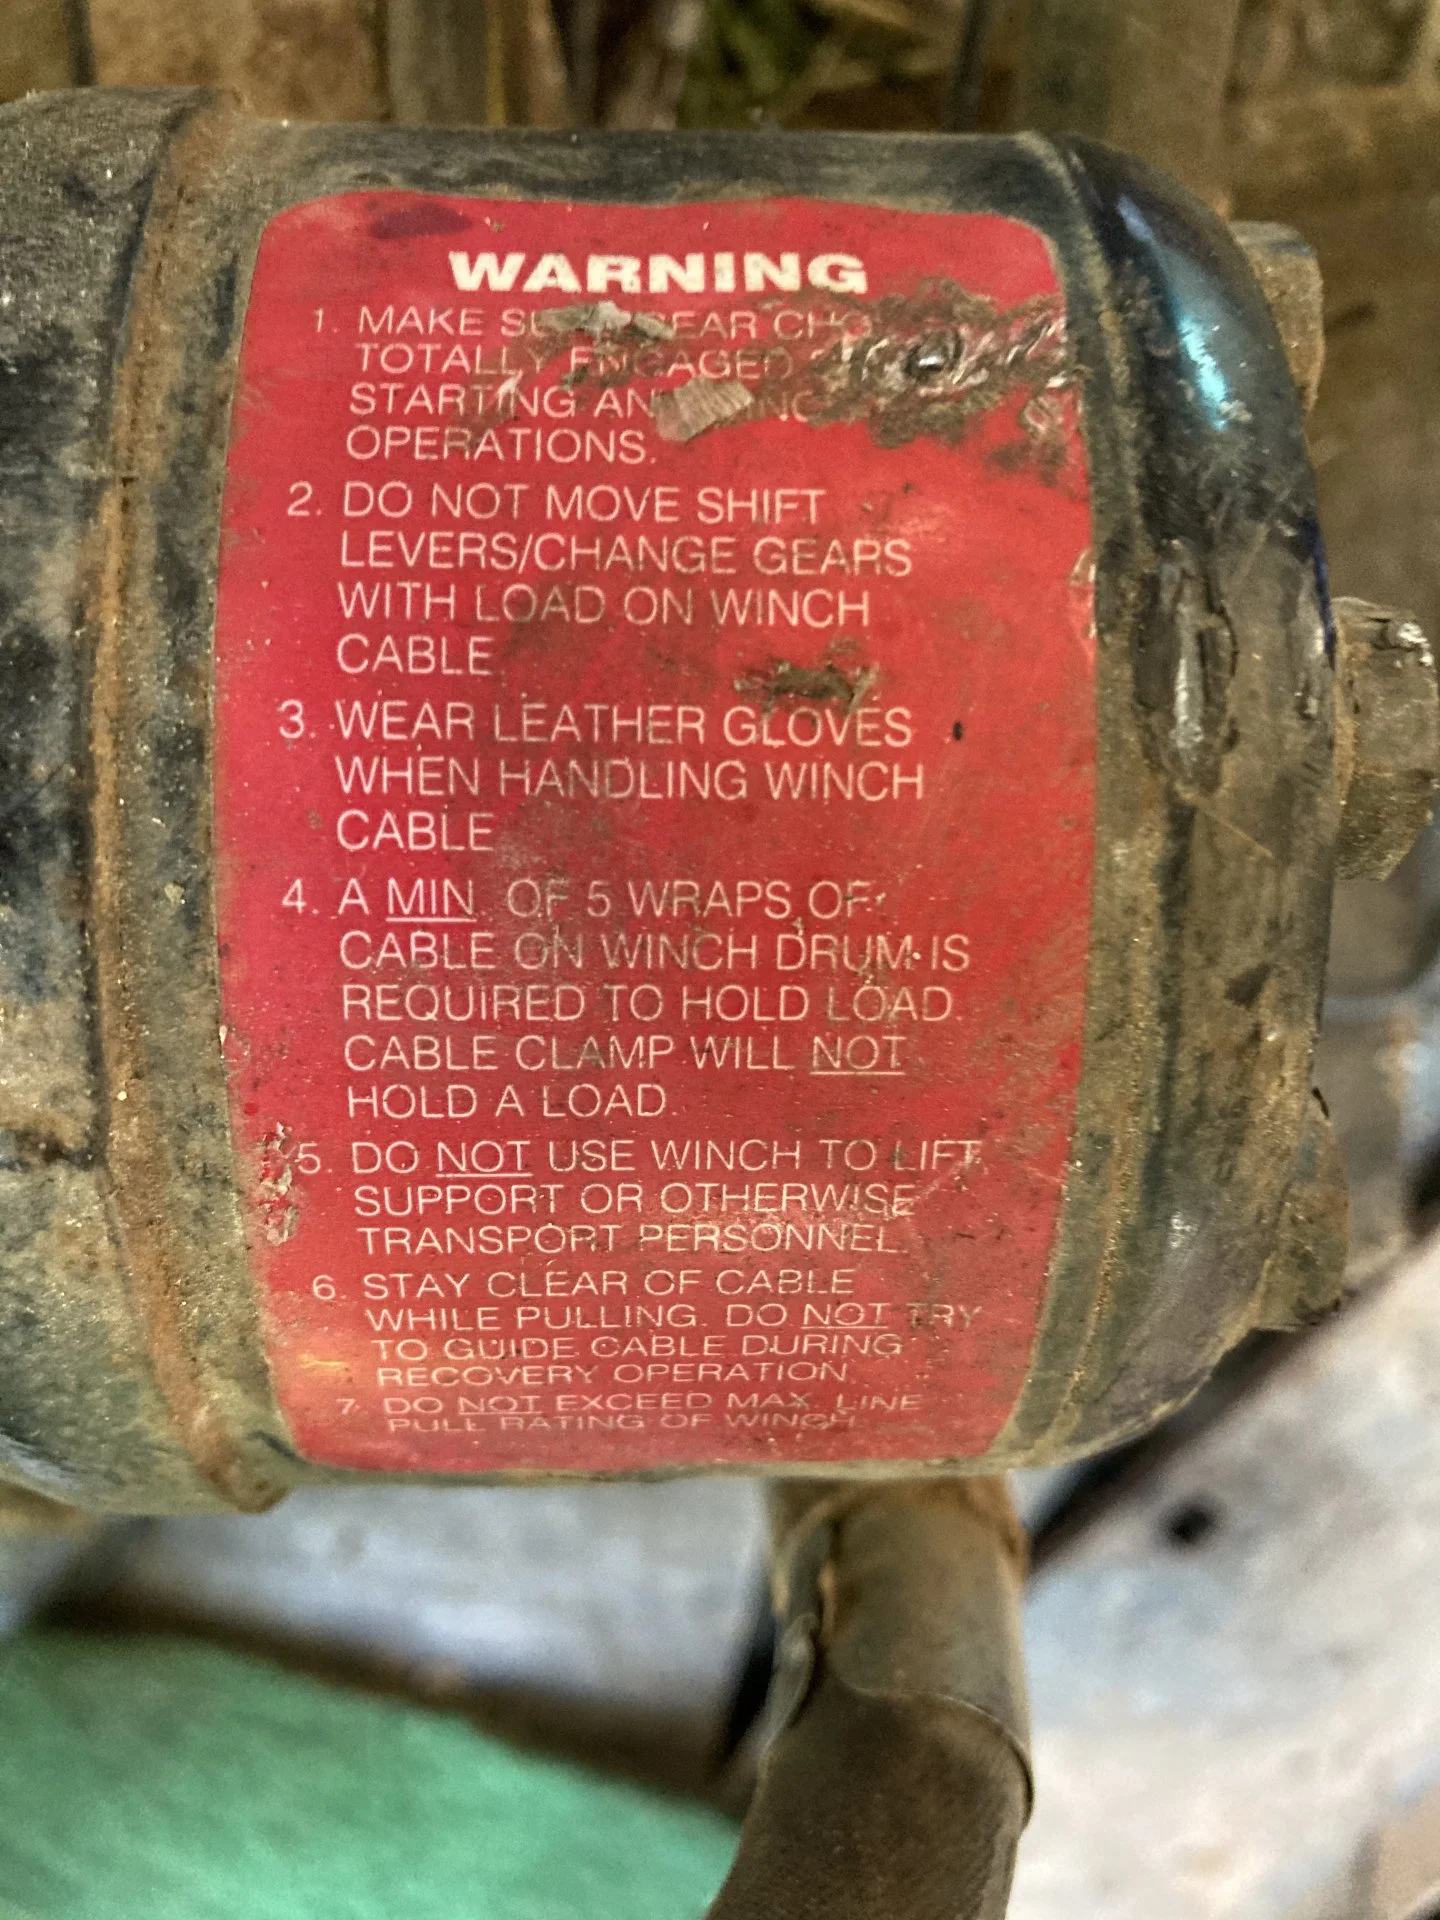 WARNING
1. MAKE GEAR
TOTALLY ENGAGED
STARTING
OPERATIONS.
2. DO NOT MOVE SHIFT
LEVERS/CHANGE GEARS
WITH LOAD ON WINCH
CABLE
3. WEAR LEATHER GLOVES
WHEN HANDLING WINCH
CABLE
4. A MIN. OF 5 WRAPS OF
CABLE ON WINCH DRUM IS
REQUIRED TO HOLD LOAD.
CABLE CLAMP WILL NOT
HOLD A LOAD.
5. DO NOT USE WINCH TO LIFT,
SUPPORT OR OTHERWISE
TRANSPORT PERSONNEL.
6. STAY CLEAR OF CABLE
WHILE PULLING. DO NOT TRY
TO GUIDE CABLE DURING
RECOVERY OPERATION.
7. DO NOT EXCEED MAX. LINE
PULL RATING OF WINCH.